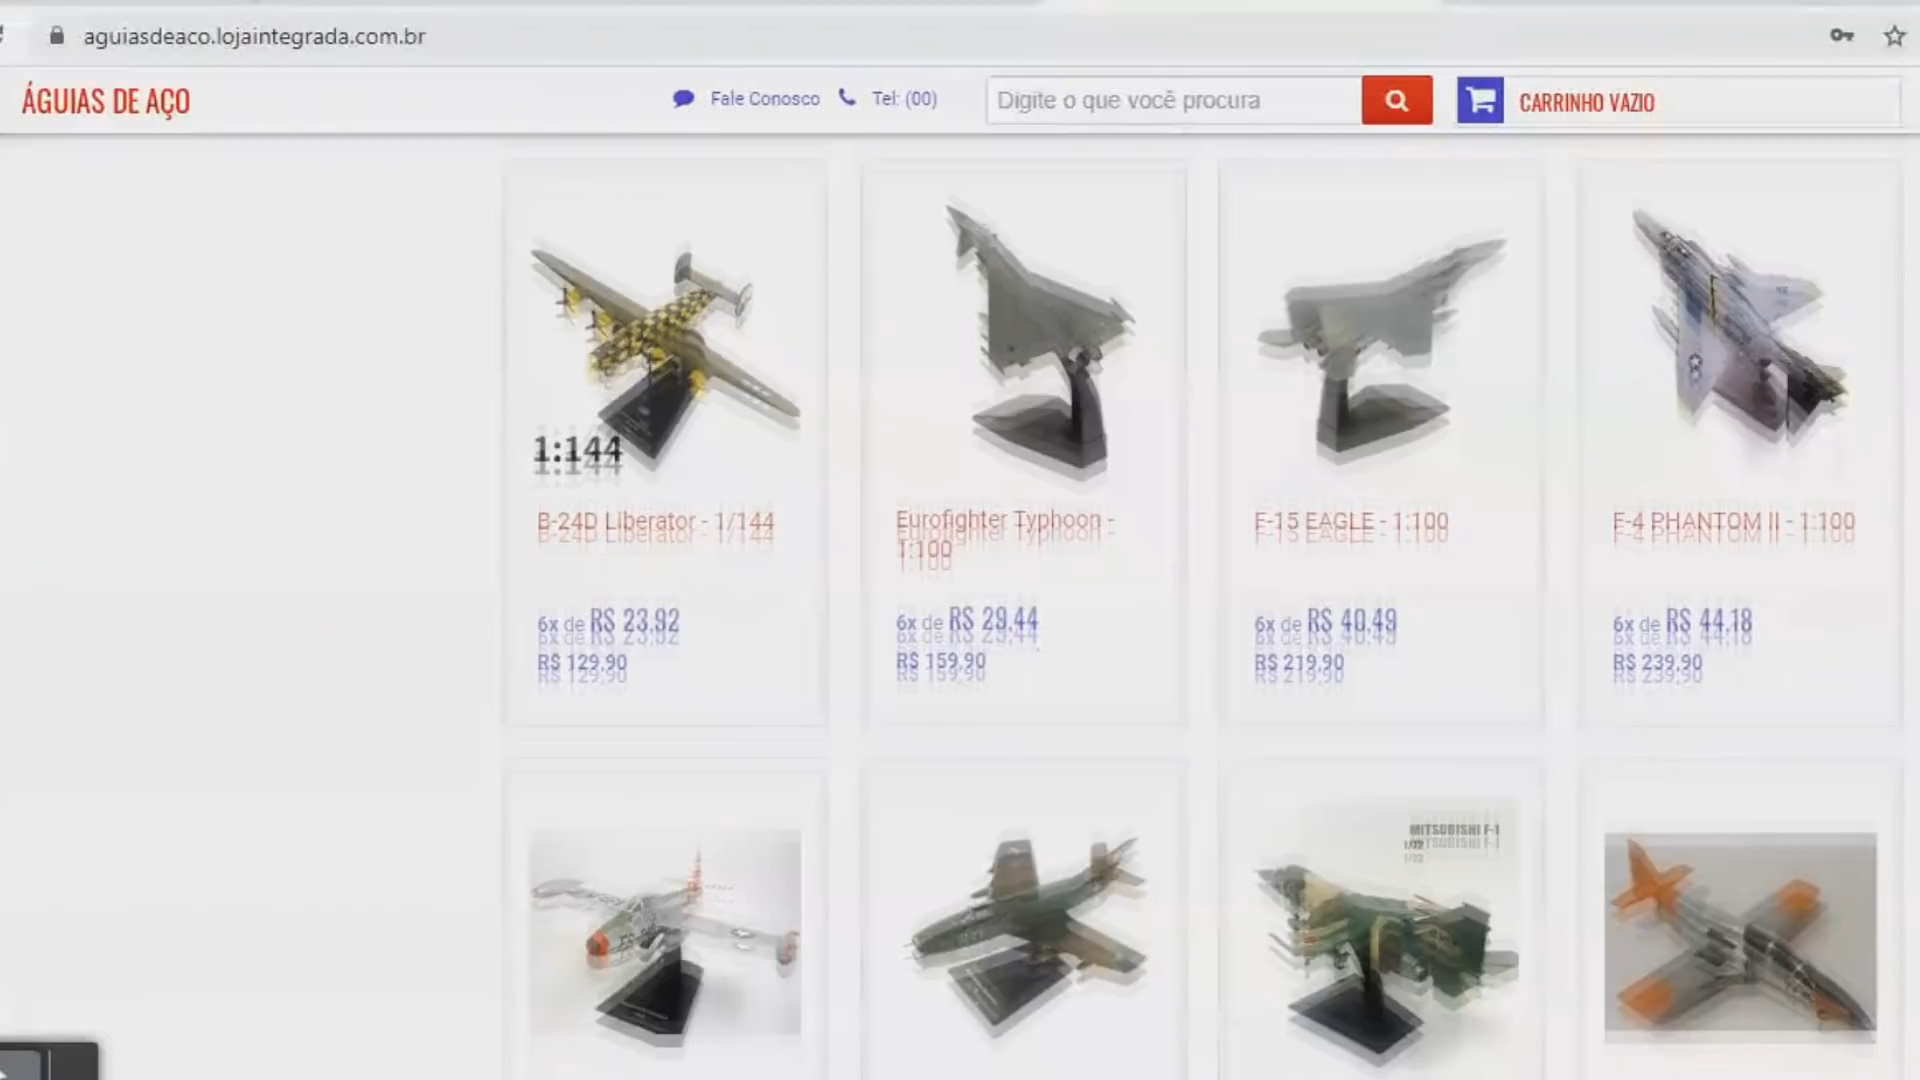 aguiasdeaco.lojaintegrada.com.br
ÁGUIAS DE AÇO
Fale Conosco
Tel: (00)
Digite o que você procura
CARRINHO VAZIO
1:144
B-24D Liberator - 1/144
6x de R$ 23,92
R$ 129,90
Eurofighter Typhoon -
1:100
6x de R$ 29,44
R$ 159,90
F-15 EAGLE - 1:100
6x de R$ 40,49
R$ 219,90
F-4 PHANTOM II - 1:100
6x de R$ 44,18
R$ 239,90
MITSUBISHI F-1
1/72